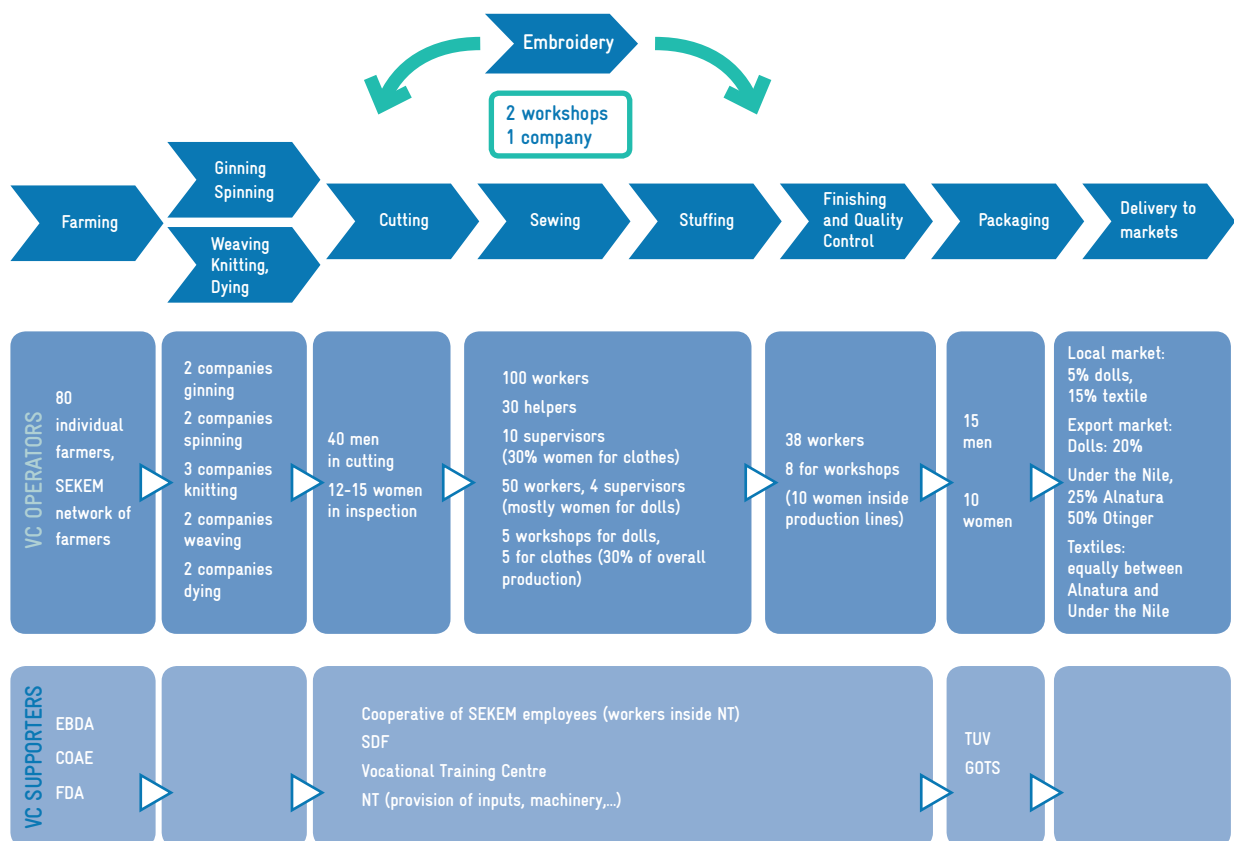 Embroidery
2 workshops
1 company
Farming
Ginning
Spinning
Weaving
Knitting,
Dying
Cutting
Sewing
Stuffing
Finishing
and Quality
Control
Packaging
Delivery to
markets
VC OPERATORS
80
individual
farmers,
SEKEM
network of
farmers
2 companies
ginning
2 companies
spinning
3 companies
knitting
2 companies
weaving
2 companies
dying
40 men
in cutting
12-15 women
in inspection
100 workers
30 helpers
10 supervisors
(30% women for clothes)
50 workers, 4 supervisors
(mostly women for dolls)
5 workshops for dolls,
5 for clothes (30% of overall
production)
38 workers
8 for workshops
(10 women inside
production lines)
15
men
10
women
Local market:
5% dolls,
15% textile
Export market:
Dolls: 20%
Under the Nile,
25% Alnatura
50% Otinger
Textiles:
equally between
Alnatura and
Under the Nile
VC SUPPORTERS
EBDA
COAE
FDA
Cooperative of SEKEM employees (workers inside NT)
SDF
Vocational Training Centre
NT (provision of inputs, machinery,...)
TUV
GOTS